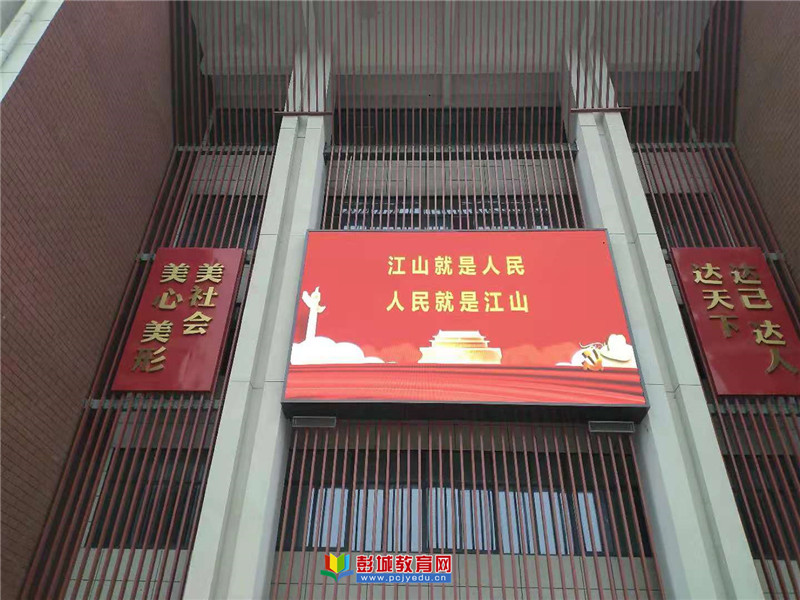 美心美形
美社会
江山就是人民
人民就是江山
达己达人
达天下
彭城教育网
www.pcjyedu.cn